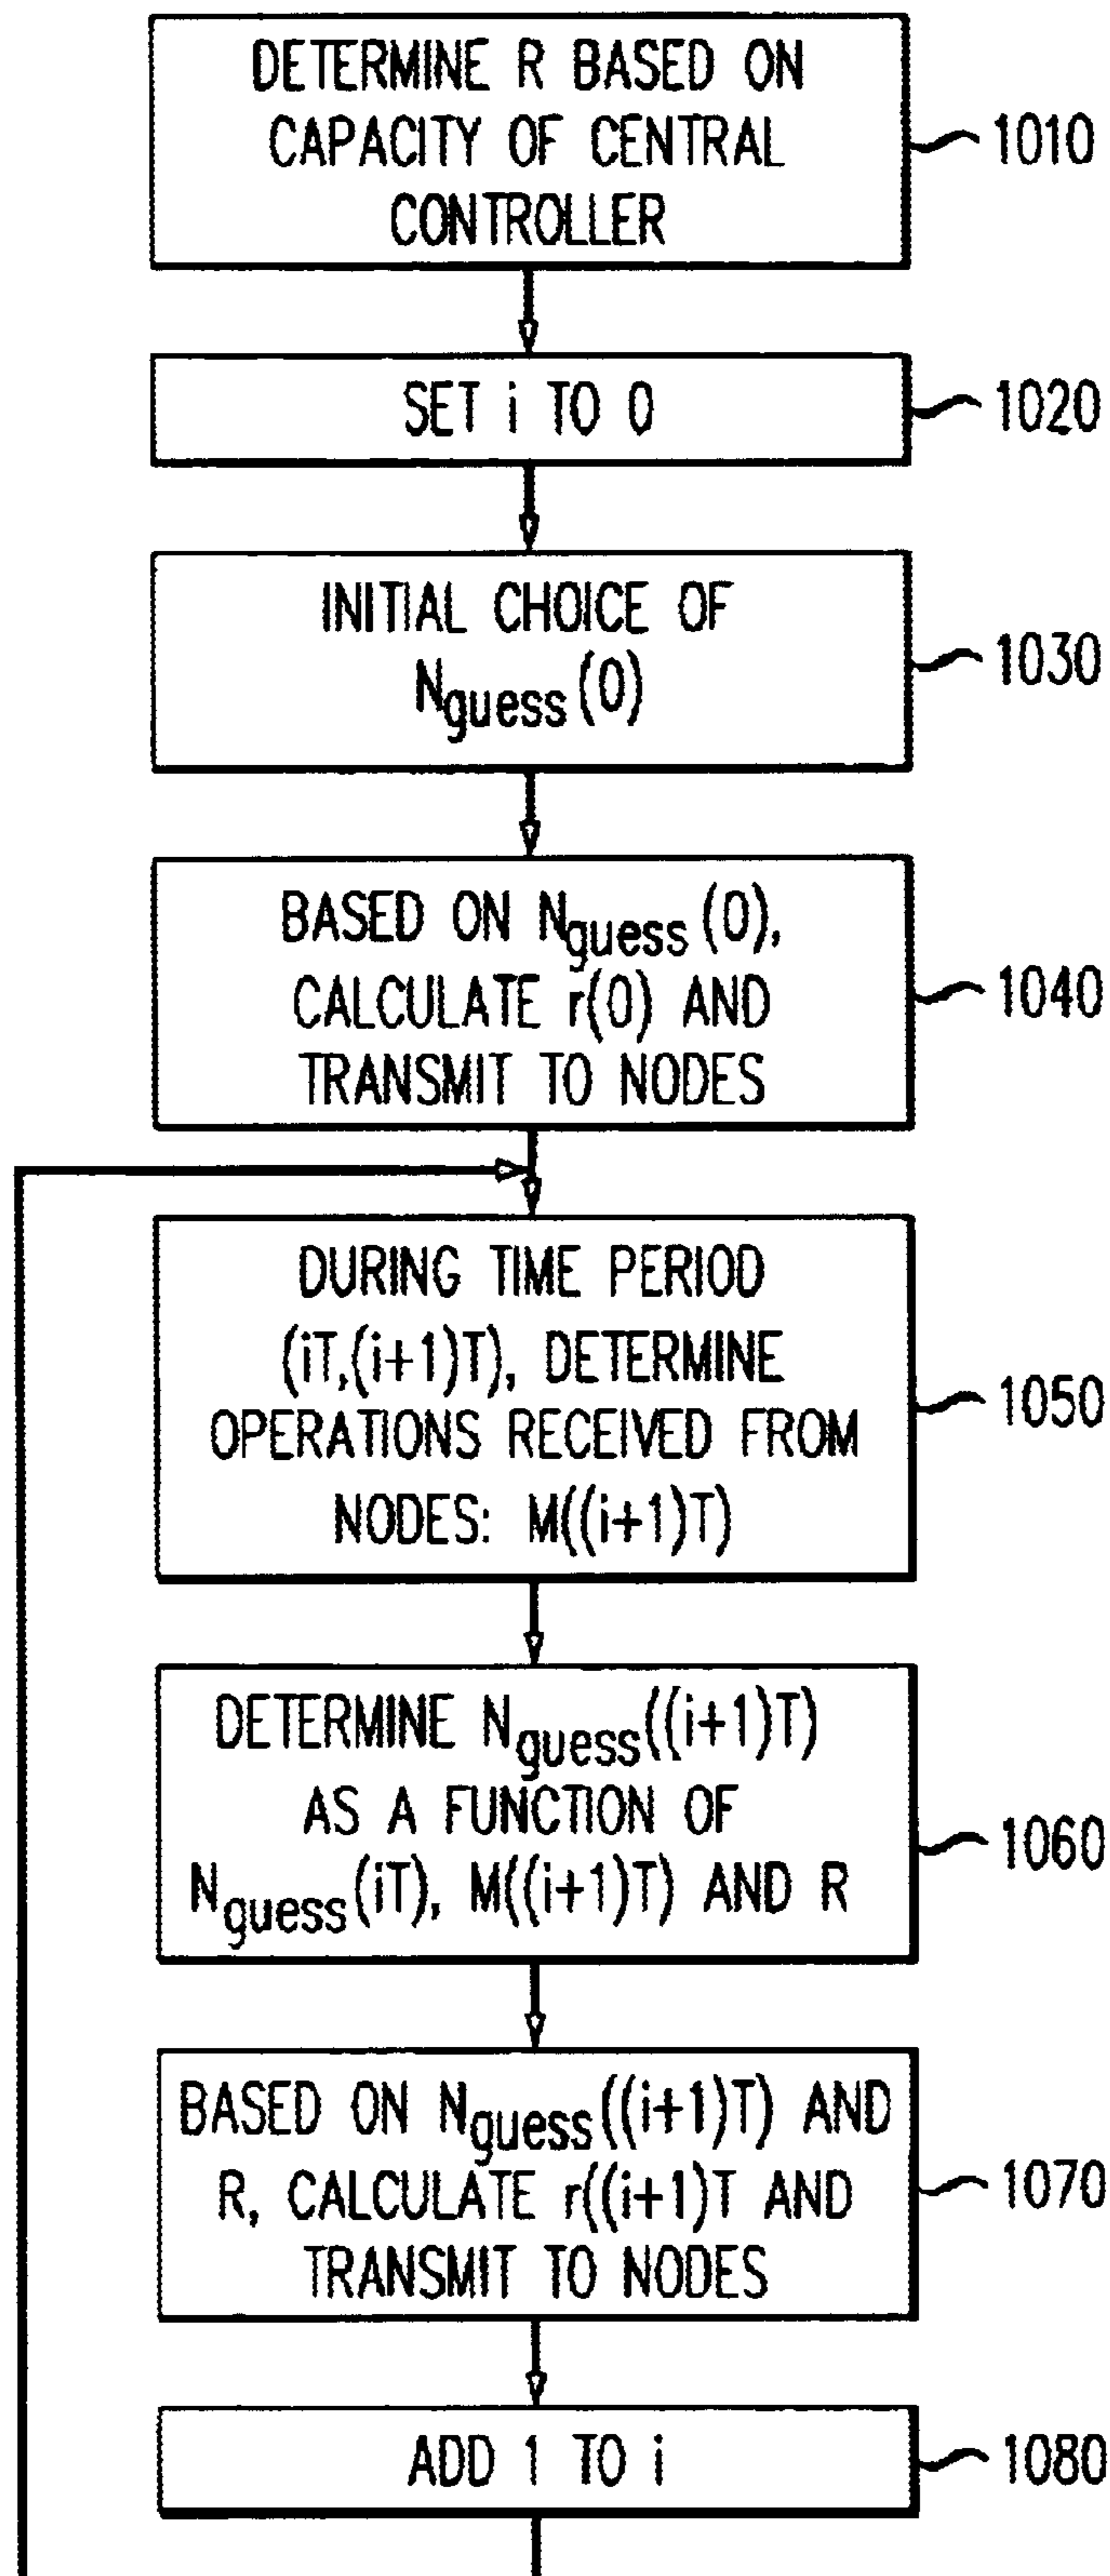 DETERMINE R BASED ON
CAPACITY OF CENTRAL
CONTROLLER
1010
SET i TO 0
1020
INITIAL CHOICE OF
Nguess(0)
1030
BASED ON Nguess(0),
CALCULATE r(0) AND
TRANSMIT TO NODES
1040
DURING TIME PERIOD
(iT,(i+1)T), DETERMINE
OPERATIONS RECEIVED FROM
NODES: M((i+1)T)
1050
DETERMINE Nguess((i+1)T)
AS A FUNCTION OF
Nguess(iT), M((i+1)T) AND R
1060
BASED ON Nguess((i+1)T) AND
R, CALCULATE r((i+1)T AND
TRANSMIT TO NODES
1070
ADD 1 TO i
1080